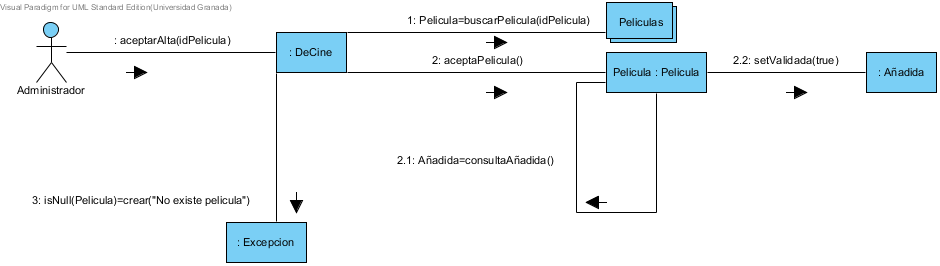 Visual Paradigm for UML Standard Edition(Universidad Granada)
1: Pelicula=buscarPelicula(idPelicula)
Peliculas
: aceptarAlta(idPelicula)
: DeCine
2: aceptaPelicula()
Pelicula : Pelicula
2.2: setValidada(true)
: Añadida
Administrador
2.1: Añadida=consultaAñadida()
3: isNull(Pelicula)=crear("No existe pelicula")
: Excepcion